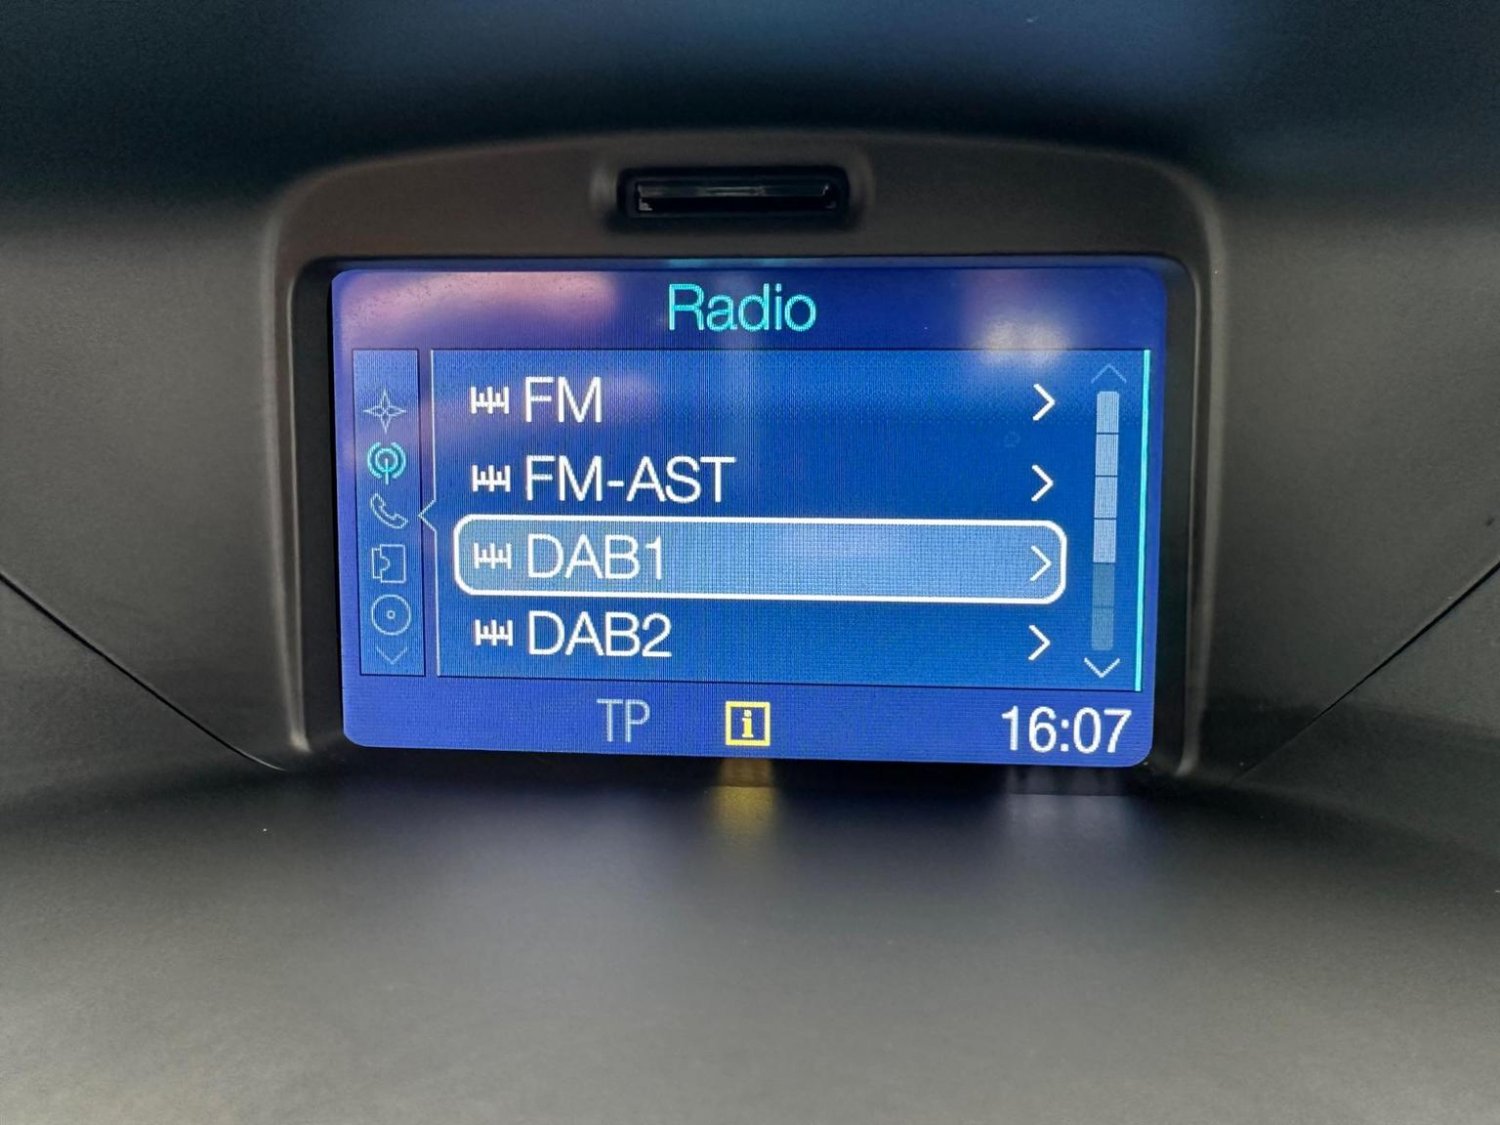 Radio
FM
FM-AST
DAB1
DAB2
TP i 16:07